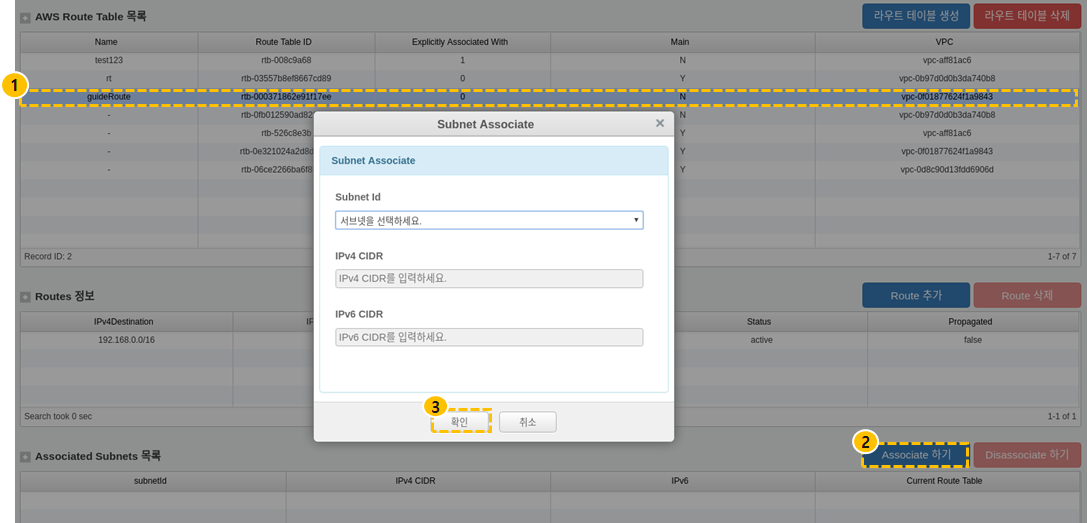 AWS Route Table 목록
라우트 테이블 생성
라우트 테이블 삭제
Name Route Table ID Explicitly Associated With Main VPC
test123 rtb-008c9a68 1 N vpc-aff81ac6
1
rt rtb-03557b8ef8667cd89 0 Y vpc-0b97d0d0b3da740b8
guideRoute rtb-000371862e91f17ee 0 N vpc-0f01877624f1a9843
- rtb-0fb012590ad82 N vpc-0b97d0d0b3da740b8
- rtb-526c8e3b Y vpc-aff81ac6
- rtb-0e321024a2d8d Y vpc-0f01877624f1a9843
- rtb-06ce2266ba6f8 Y vpc-0d8c90d13fdd6906d
Record ID: 2
1-7 of 7
Subnet Associate
×
Subnet Associate
Subnet Id
서브넷을 선택하세요.
IPv4 CIDR
IPv4 CIDR를 입력하세요.
IPv6 CIDR
IPv6 CIDR를 입력하세요.
3
확인
취소
Routes 정보
Route 추가
Route 삭제
IPv4Destination Status Propagated
192.168.0.0/16 active false
Search took 0 sec
1-1 of 1
Associated Subnets 목록
2
Associate 하기
Disassociate 하기
subnetId IPv4 CIDR IPv6 Current Route Table